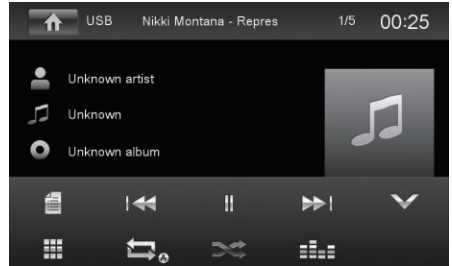 USB Nikki Montana - Repres 1/5 00:25
Unknown artist
Unknown
Unknown album
A